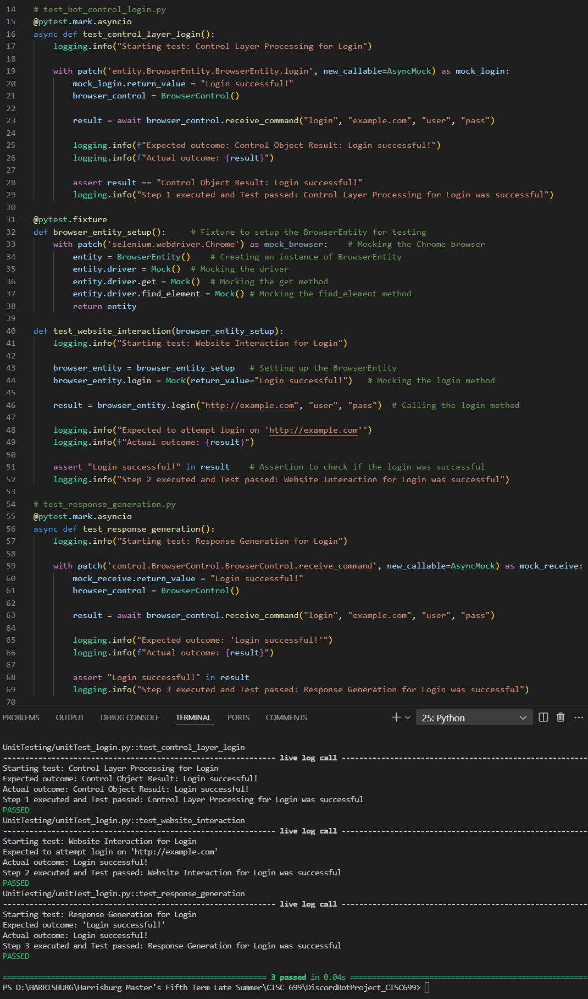 14 # test_bot_control_login.py
15 @pytest.mark.asyncio
16 async def test_control_layer_login():
17     logging.info("Starting test: Control Layer Processing for Login")
18
19     with patch('entity.BrowserEntity.BrowserEntity.login', new_callable=AsyncMock) as mock_login:
20         mock_login.return_value = "Login successful!"
21         browser_control = BrowserControl()
22
23         result = await browser_control.receive_command("login", "example.com", "user", "pass")
24
25         logging.info(f"Expected outcome: Control Object Result: Login successful!")
26         logging.info(f"Actual outcome: {result}")
27
28         assert result == "Control Object Result: Login successful!"
29         logging.info("Step 1 executed and Test passed: Control Layer Processing for Login was successful")
30
31 @pytest.fixture
32 def browser_entity_setup():     # Fixture to setup the BrowserEntity for testing
33     with patch('selenium.webdriver.Chrome') as mock_browser:    # Mocking the Chrome browser
34         entity = BrowserEntity()    # Creating an instance of BrowserEntity
35         entity.driver = Mock()  # Mocking the driver
36         entity.driver.get = Mock()  # Mocking the get method
37         entity.driver.find_element = Mock() # Mocking the find_element method
38         return entity
39
40 def test_website_interaction(browser_entity_setup):
41     logging.info("Starting test: Website Interaction for Login")
42
43     browser_entity = browser_entity_setup   # Setting up the BrowserEntity
44     browser_entity.login = Mock(return_value="Login successful!")   # Mocking the login method
45
46     result = browser_entity.login("http://example.com", "user", "pass")  # Calling the login method
47
48     logging.info("Expected to attempt login on 'http://example.com'")
49     logging.info(f"Actual outcome: {result}")
50
51     assert "Login successful!" in result    # Assertion to check if the login was successful
52     logging.info("Step 2 executed and Test passed: Website Interaction for Login was successful")
53
54 # test_response_generation.py
55 @pytest.mark.asyncio
56 async def test_response_generation():
57     logging.info("Starting test: Response Generation for Login")
58
59     with patch('control.BrowserControl.BrowserControl.receive_command', new_callable=AsyncMock) as mock_receive:
60         mock_receive.return_value = "Login successful!"
61         browser_control = BrowserControl()
62
63         result = await browser_control.receive_command("login", "example.com", "user", "pass")
64
65         logging.info("Expected outcome: 'Login successful!'")
66         logging.info(f"Actual outcome: {result}")
67
68         assert "Login successful!" in result
69         logging.info("Step 3 executed and Test passed: Response Generation for Login was successful")
70
PROBLEMS OUTPUT DEBUG CONSOLE TERMINAL PORTS COMMENTS 25: Python
UnitTesting/unitTest_login.py::test_control_layer_login
-------------------------------------------------------------- live log call --------------------------------------------------------
Starting test: Control Layer Processing for Login
Expected outcome: Control Object Result: Login successful!
Actual outcome: Control Object Result: Login successful!
Step 1 executed and Test passed: Control Layer Processing for Login was successful
PASSED
UnitTesting/unitTest_login.py::test_website_interaction
-------------------------------------------------------------- live log call --------------------------------------------------------
Starting test: Website Interaction for Login
Expected to attempt login on 'http://example.com'
Actual outcome: Login successful!
Step 2 executed and Test passed: Website Interaction for Login was successful
PASSED
UnitTesting/unitTest_login.py::test_response_generation
-------------------------------------------------------------- live log call --------------------------------------------------------
Starting test: Response Generation for Login
Expected outcome: 'Login successful!'
Actual outcome: Login successful!
Step 3 executed and Test passed: Response Generation for Login was successful
PASSED
============================================================ 3 passed in 0.04s ======================================================
PS D:\HARRISBURG\Harrisburg Master's Fifth Term Late Summer\CISC 699\DiscordBotProject_CISC699>